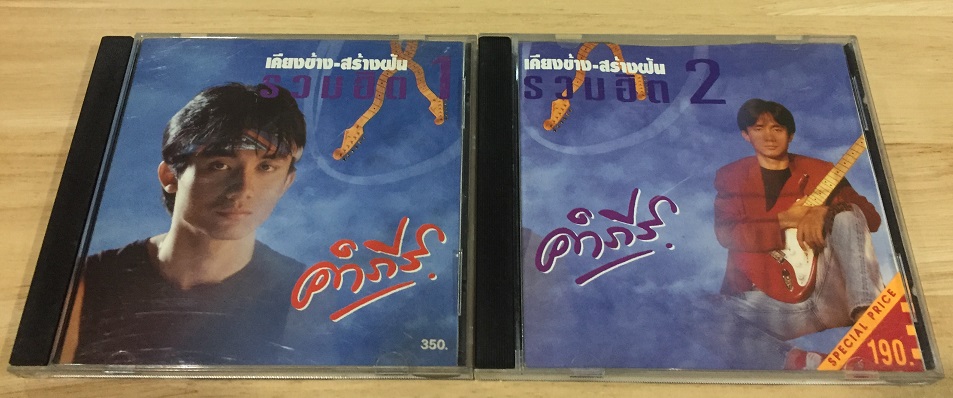 เคียงข้าง-สร้างฝัน
รวมฮิต 1
อำภีร์
350.
เคียงข้าง-สร้างฝัน
รวมฮิต 2
อำภีร์
SPECIAL PRICE
190.